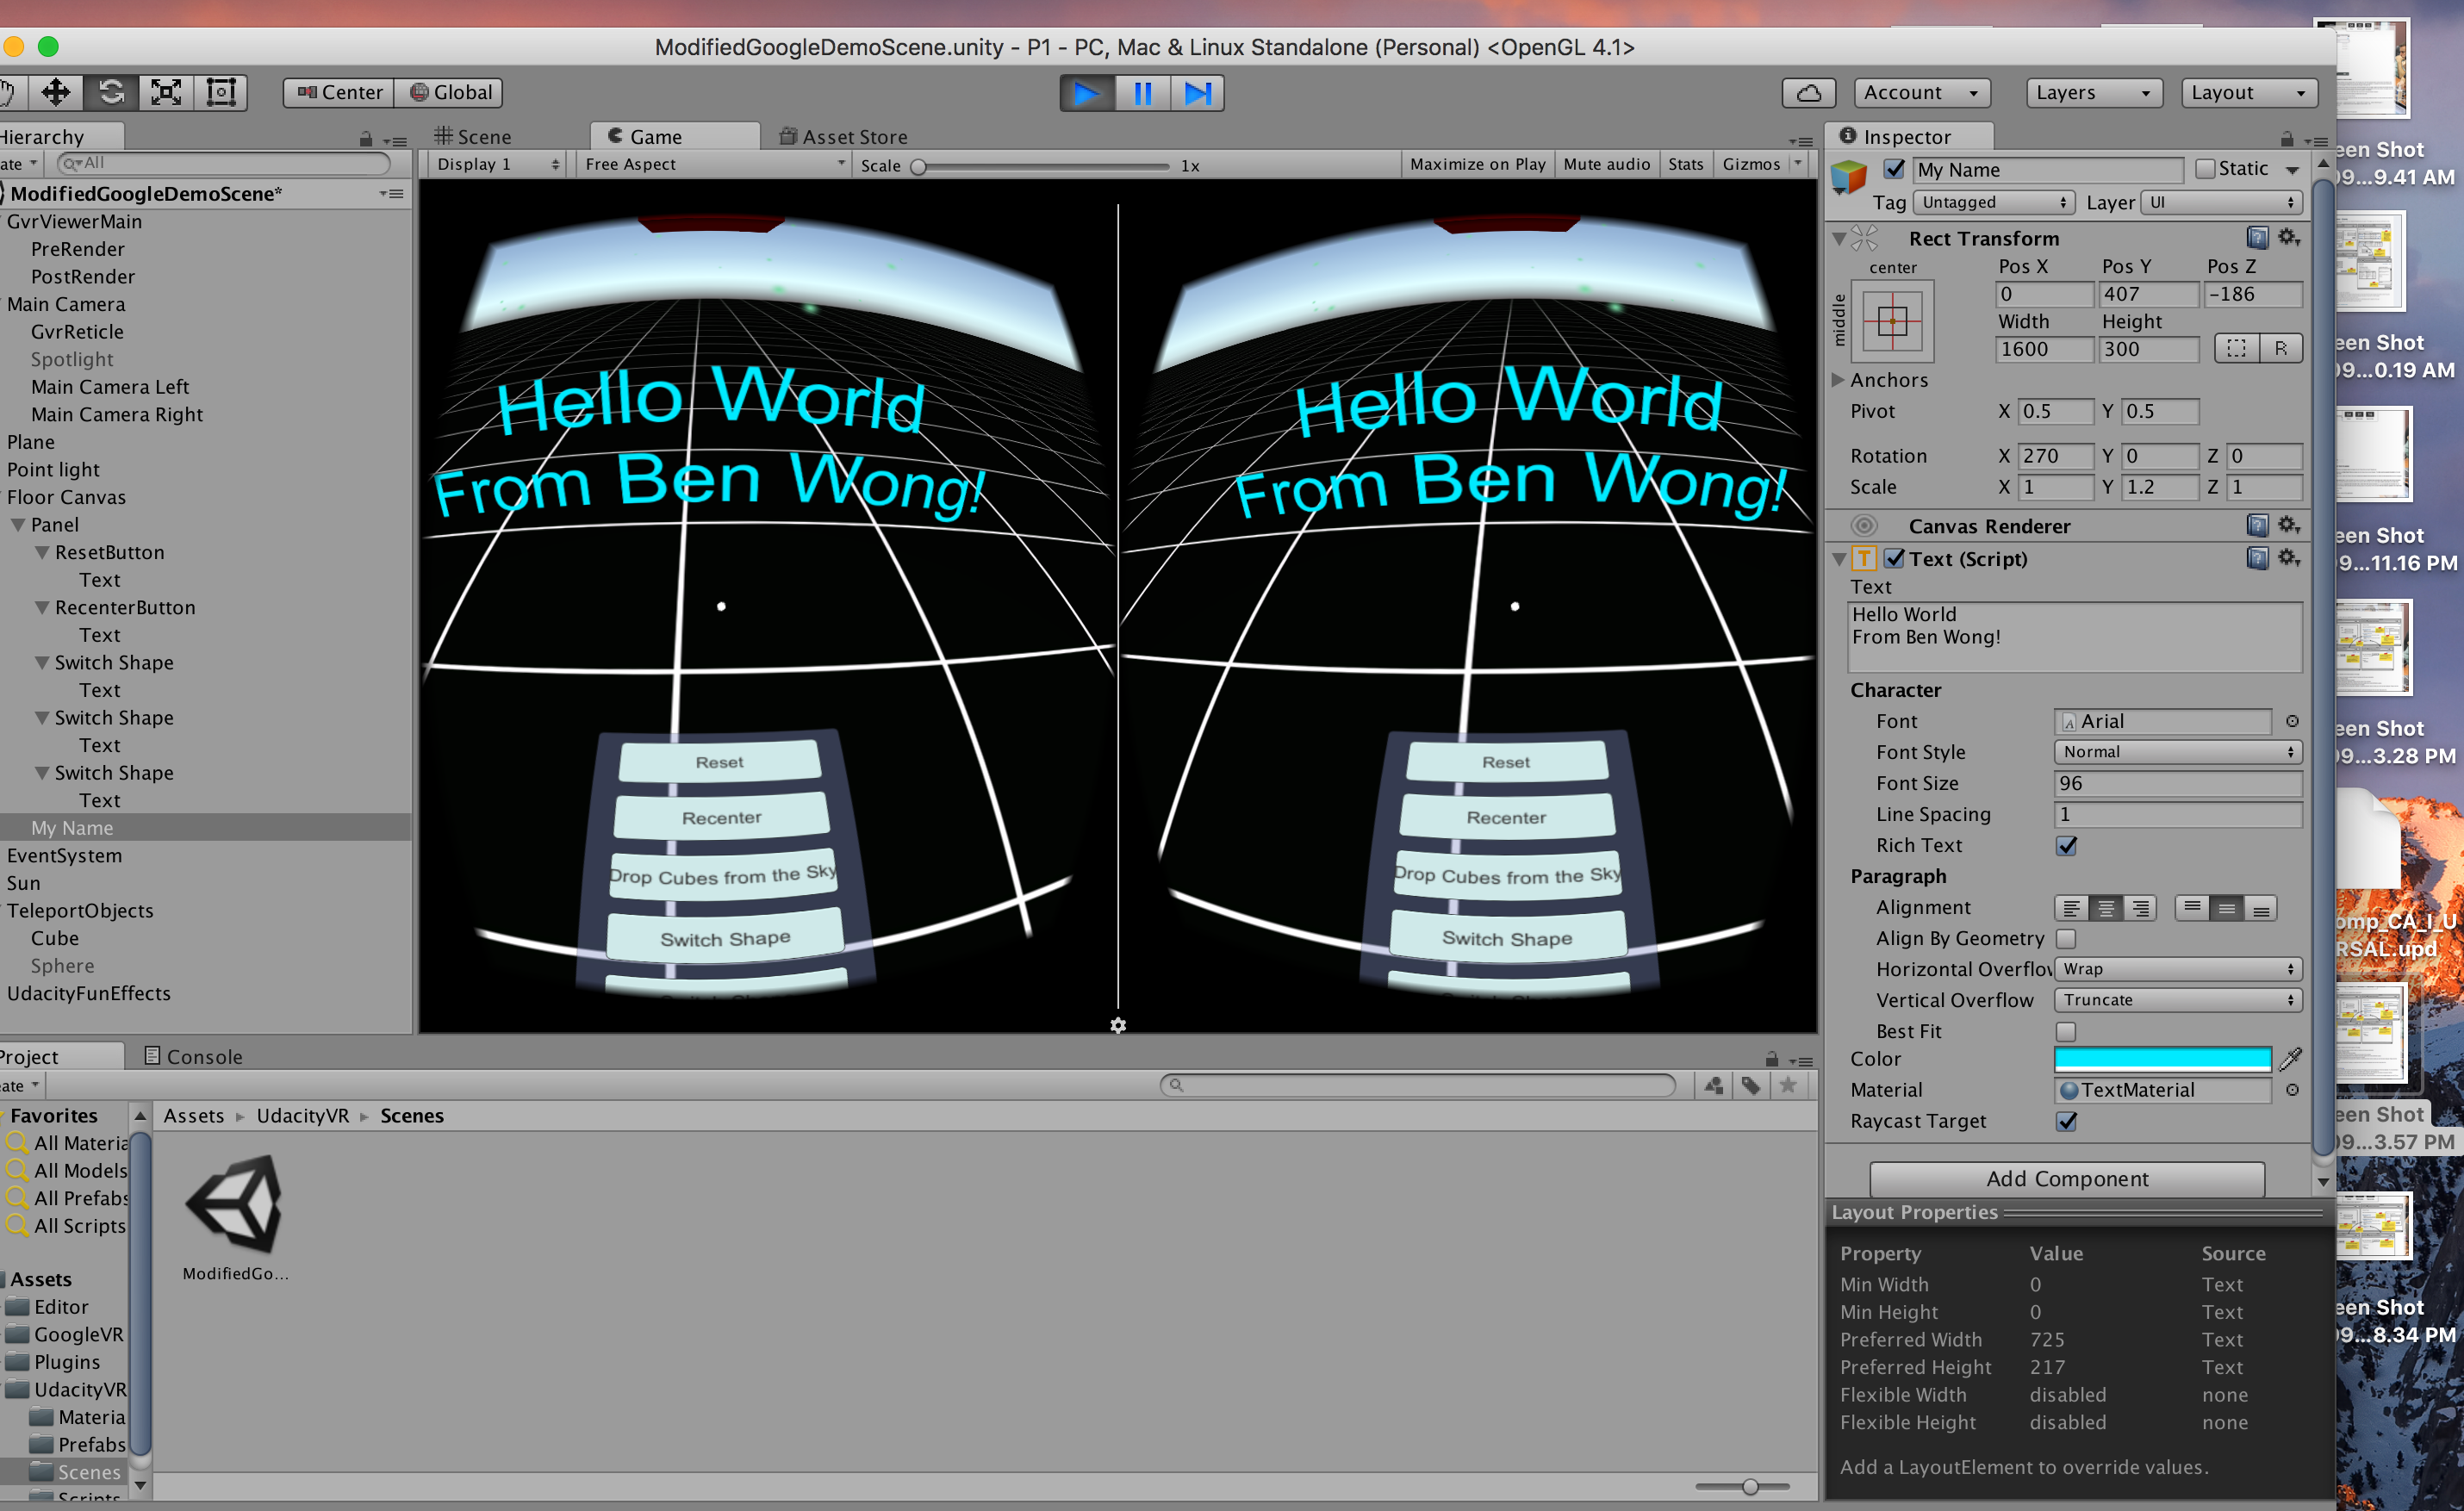 ModifiedGoogleDemoScene.unity - P1 - PC, Mac & Linux Standalone (Personal) <OpenGL 4.1>
Center Global
Account Layers Layout
Hierarchy
All
ModifiedGoogleDemoScene*
GvrViewerMain
PreRender
PostRender
Main Camera
GvrReticle
Spotlight
Main Camera Left
Main Camera Right
Plane
Point light
Floor Canvas
Panel
ResetButton
Text
RecenterButton
Text
Switch Shape
Text
Switch Shape
Text
Switch Shape
Text
My Name
EventSystem
Sun
TeleportObjects
Cube
Sphere
UdacityFunEffects
Scene Game Asset Store
Display 1 Free Aspect Scale 1x Maximize on Play Mute audio Stats Gizmos
Hello World
From Ben Wong!
Reset
Recenter
Drop Cubes from the Sky
Switch Shape
Hello World
From Ben Wong!
Reset
Recenter
Drop Cubes from the Sky
Switch Shape
Inspector
My Name Static
Tag Untagged Layer UI
Rect Transform
center
middle
Pos X Pos Y Pos Z
0 407 -186
Width Height
1600 300 R
Anchors
Pivot X 0.5 Y 0.5
Rotation X 270 Y 0 Z 0
Scale X 1 Y 1.2 Z 1
Canvas Renderer
T Text (Script)
Text
Hello World
From Ben Wong!
Character
Font Arial
Font Style Normal
Font Size 96
Line Spacing 1
Rich Text
Paragraph
Alignment
Align By Geometry
Horizontal Overflow Wrap
Vertical Overflow Truncate
Best Fit
Color
Material TextMaterial
Raycast Target
Add Component
Layout Properties
Property Value Source
Min Width 0 Text
Min Height 0 Text
Preferred Width 725 Text
Preferred Height 217 Text
Flexible Width disabled none
Flexible Height disabled none
Add a LayoutElement to override values.
Project Console
ate
Favorites
All Materia
All Models
All Prefabs
All Scripts
Assets
Editor
GoogleVR
Plugins
UdacityVR
Materia
Prefabs
Scenes
Scripts
Assets UdacityVR Scenes
ModifiedGo...
een Shot
09...9.41 AM
een Shot
09...0.19 AM
een Shot
9...11.16 PM
een Shot
09...3.28 PM
omp_CA_I_U
RSAL.upd
een Shot
09...3.57 PM
een Shot
9...8.34 PM